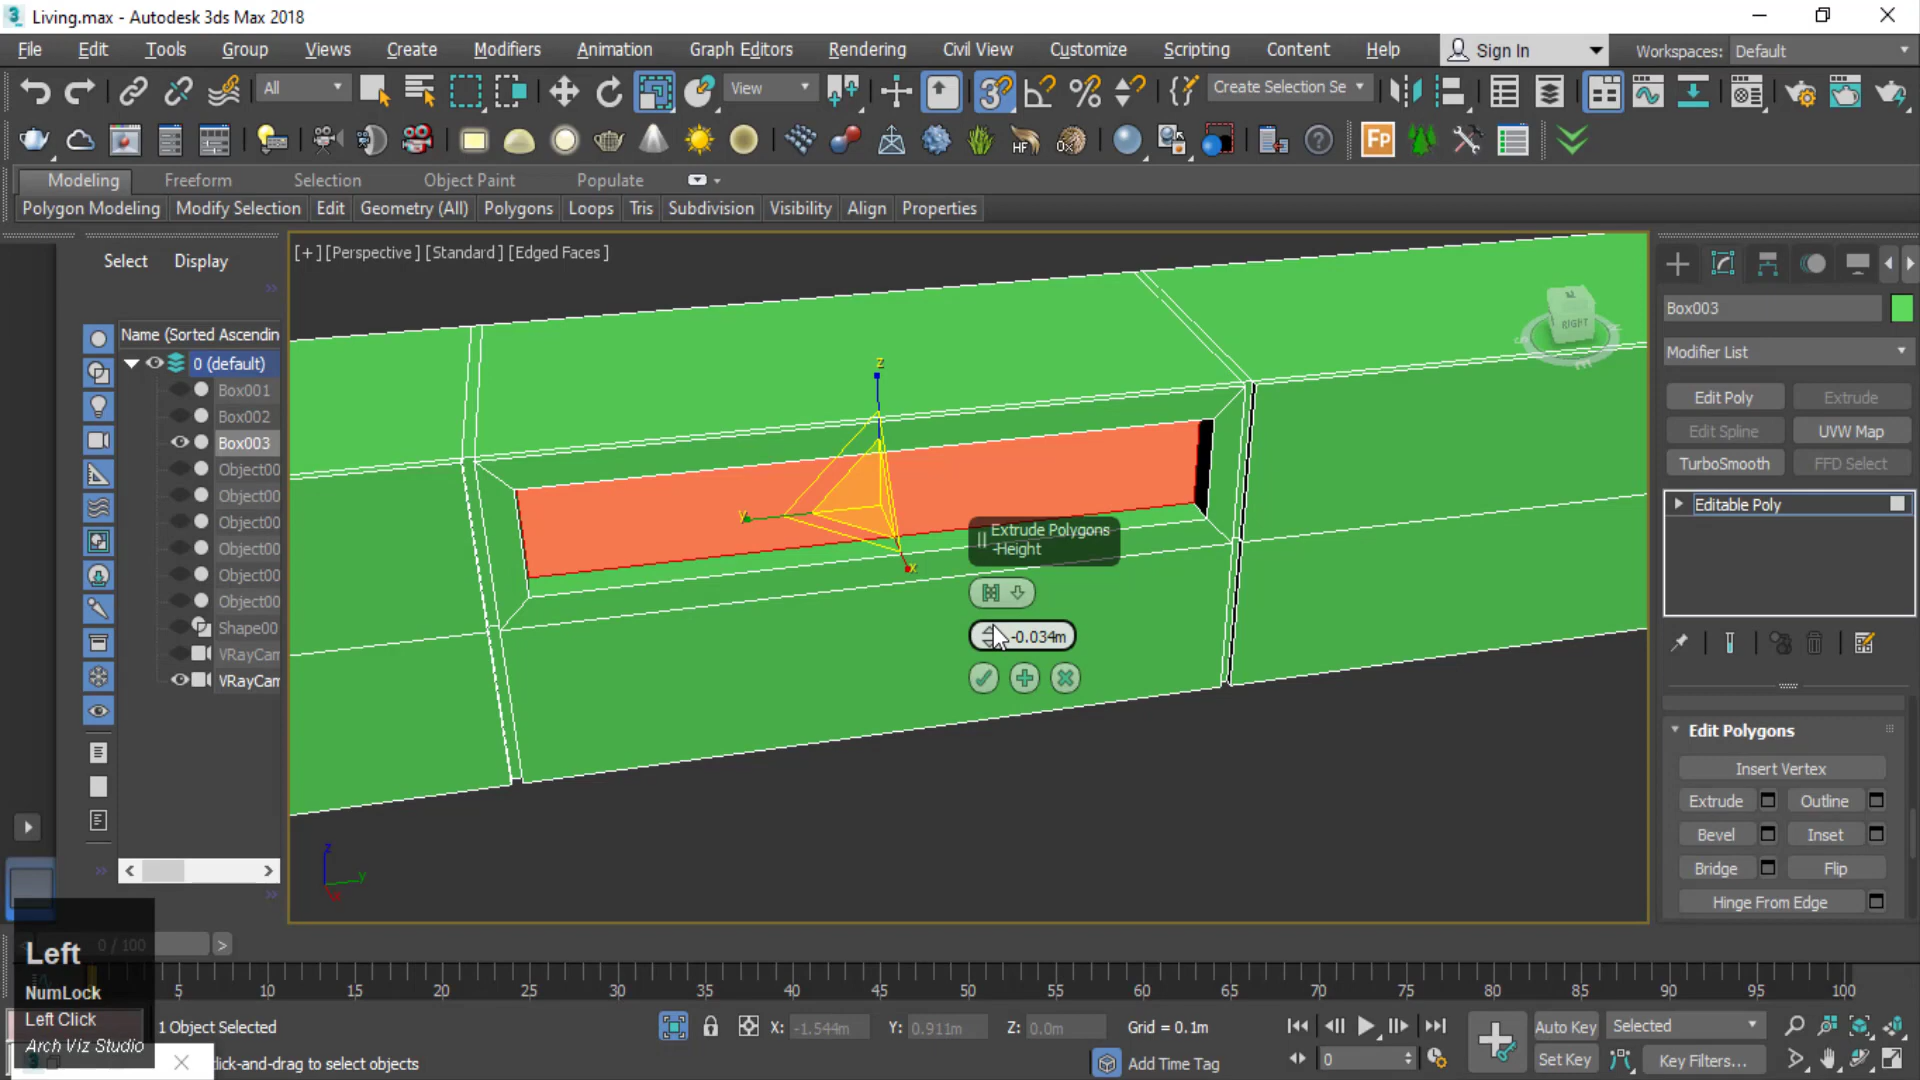 Living.max - Autodesk 3ds Max 2018
File Edit Tools Group Views Create Modifiers Animation Graph Editors Rendering Civil View Customize Scripting Content Help Sign In Workspaces: Default
All View Create Selection Se
Modeling Freeform Selection Object Paint Populate
Polygon Modeling Modify Selection Edit Geometry (All) Polygons Loops Tris Subdivision Visibility Align Properties
Select Display
[+] [Perspective] [Standard] [Edged Faces]
Name (Sorted Ascendin
0 (default)
Box001
Box002
Box003
Object00
Object00
Object00
Object00
Object00
Object00
Shape00
VRayCam
VRayCam
z
y
x
Extrude Polygons
-Height
-0.034m
RIGHT
Box003
Modifier List
Edit Poly Extrude
Edit Spline UVW Map
TurboSmooth FFD Select
Editable Poly
Edit Polygons
Insert Vertex
Extrude Outline
Bevel Inset
Bridge Flip
Hinge From Edge
z
y
0 / 100 >
Left
NumLock
Left Click
Arch Viz Studio
5 10 15 20 25 30 35 40 45 50 55 60 65 70 75 80 85 90 95 100
1 Object Selected X: -1.544m Y: 0.911m Z: 0.0m Grid = 0.1m Auto Key Selected
lick-and-drag to select objects Add Time Tag 0 Set Key Key Filters...